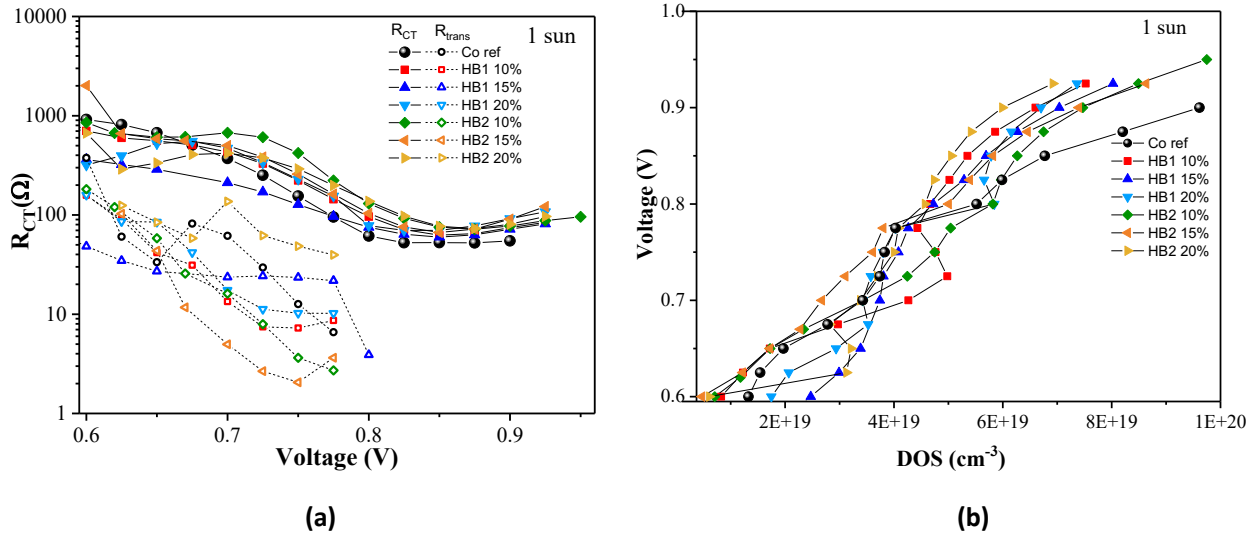 10000
1000
100
10
1
R_CT(Ω)
0.6 0.7 0.8 0.9
Voltage (V)
1 sun
R_CT R_trans
Co ref
HB1 10%
HB1 15%
HB1 20%
HB2 10%
HB2 15%
HB2 20%
(a)
1.0
0.9
0.8
0.7
0.6
Voltage (V)
2E+19 4E+19 6E+19 8E+19 1E+20
DOS (cm⁻³)
1 sun
Co ref
HB1 10%
HB1 15%
HB1 20%
HB2 10%
HB2 15%
HB2 20%
(b)